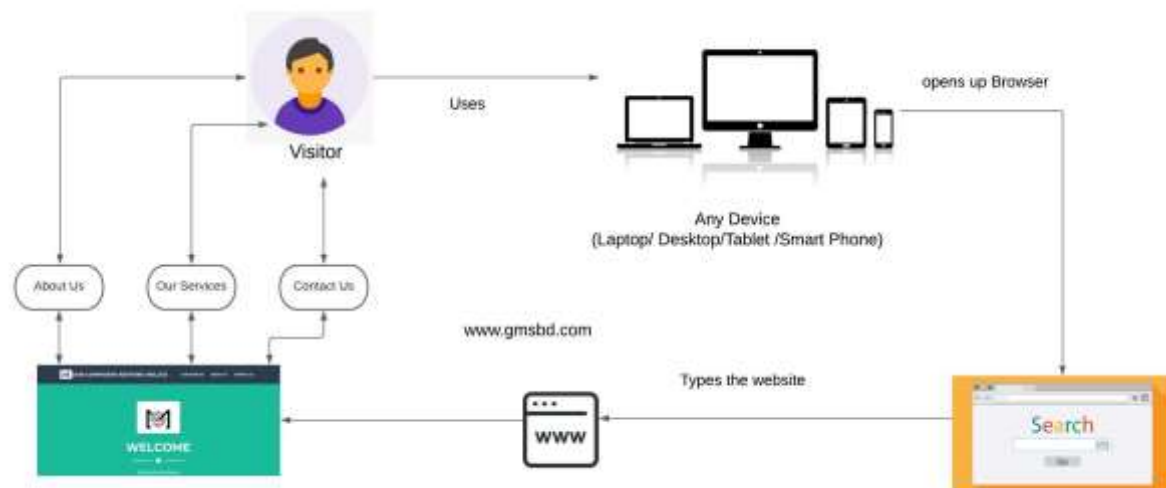 Uses
opens up Browser
Visitor
Any Device
(Laptop/ Desktop/Tablet /Smart Phone)
About Us
Our Services
Contact Us
www.gmsbd.com
Types the website
WWW
Search
WELCOME